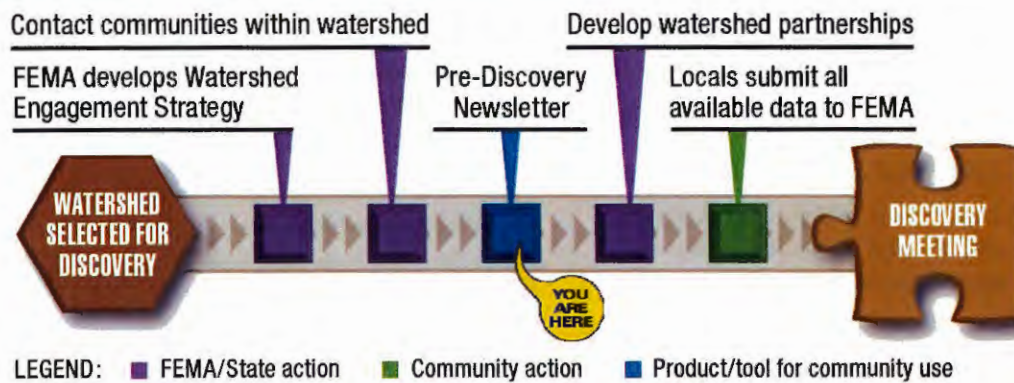 Contact communities within watershed
Develop watershed partnerships
FEMA develops Watershed
Engagement Strategy
Pre-Discovery
Newsletter
Locals submit all
available data to FEMA
WATERSHED
SELECTED FOR
DISCOVERY
DISCOVERY
MEETING
YOU
ARE
HERE
LEGEND: FEMA/State action Community action Product/tool for community use